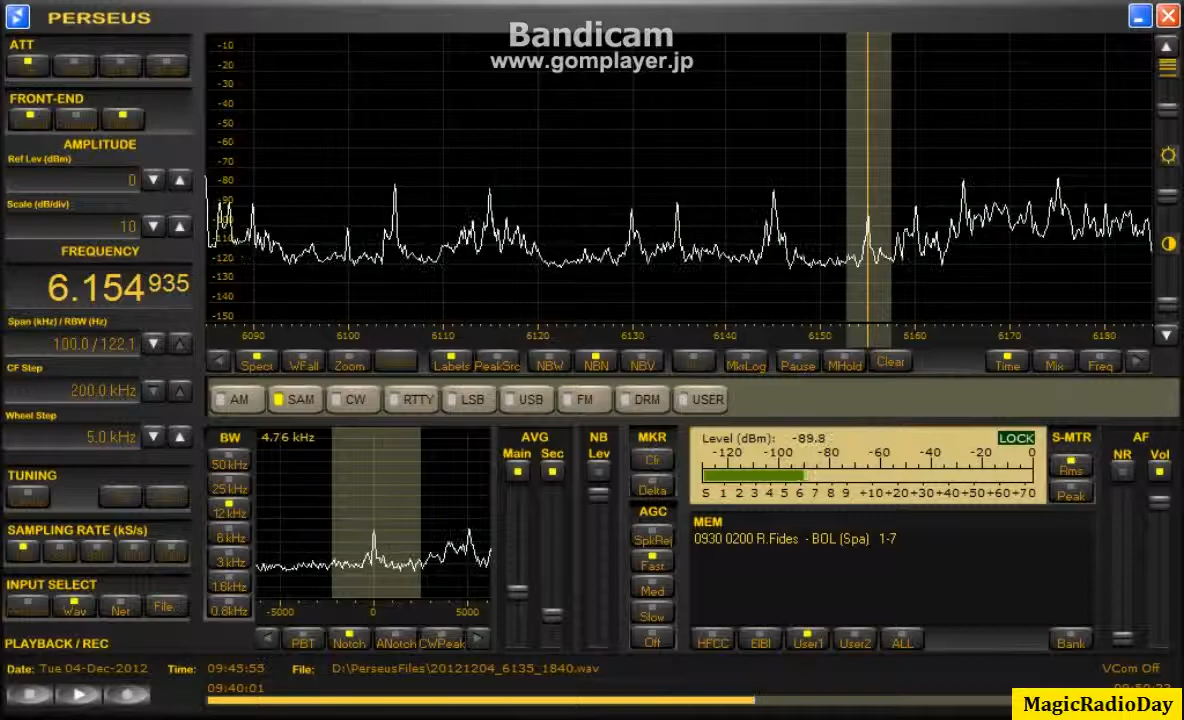 PERSEUS
Bandicam
www.gomplayer.jp
ATT
FRONT-END
AMPLITUDE
Ref Lev (dBm)
0
Scale (dB/div)
10
FREQUENCY
6.154935
Span (kHz) / RBW (Hz)
100.0 / 122.1
CF Step
200.0 kHz
Wheel Step
5.0 kHz
TUNING
SAMPLING RATE (kS/s)
INPUT SELECT
Wav Net File
-10
-20
-30
-40
-50
-60
-70
-80
-90
-100
-110
-120
-130
-140
-150
6090 6100 6110 6120 6130 6140 6150 6160 6170 6180
Spect WFall Zoom Labels PeakSrc NBW NBN NBV MkrLog Pause MHold Clear Time Mix Freq
AM SAM CW RTTY LSB USB FM DRM USER
BW
50 kHz
25 kHz
12 kHz
6 kHz
3 kHz
1.6kHz
0.6kHz
4.76 kHz
-5000 0 5000
PBT Notch ANotch CWPeak
AVG
Main Sec
NB
Lev
MKR
Clr
Delta
AGC
SpkRej
Fast
Med
Slow
Off
Level (dBm): -89.8 LOCK
-120 -100 -80 -60 -40 -20 0
S 1 2 3 4 5 6 7 8 9 +10+20+30+40+50+60+70
S-MTR
Rms
Peak
AF
NR Vol
MEM
0930 0200 R.Fides - BOL (Spa) 1-7
HFCC EiBi User1 User2 ALL Bank
PLAYBACK / REC
Date: Tue 04-Dec-2012 Time: 09:45:55 File: D:\PerseusFiles\20121204_6135_1840.wav VCom Off
09:40:01
MagicRadioDay